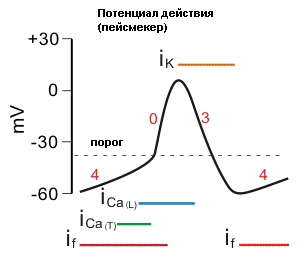 Потенциал действия
(пейсмекер)
+30
iK
0
0
3
mV
порог
-30
4
4
-60
iCa(L)
iCa(T)
if
if